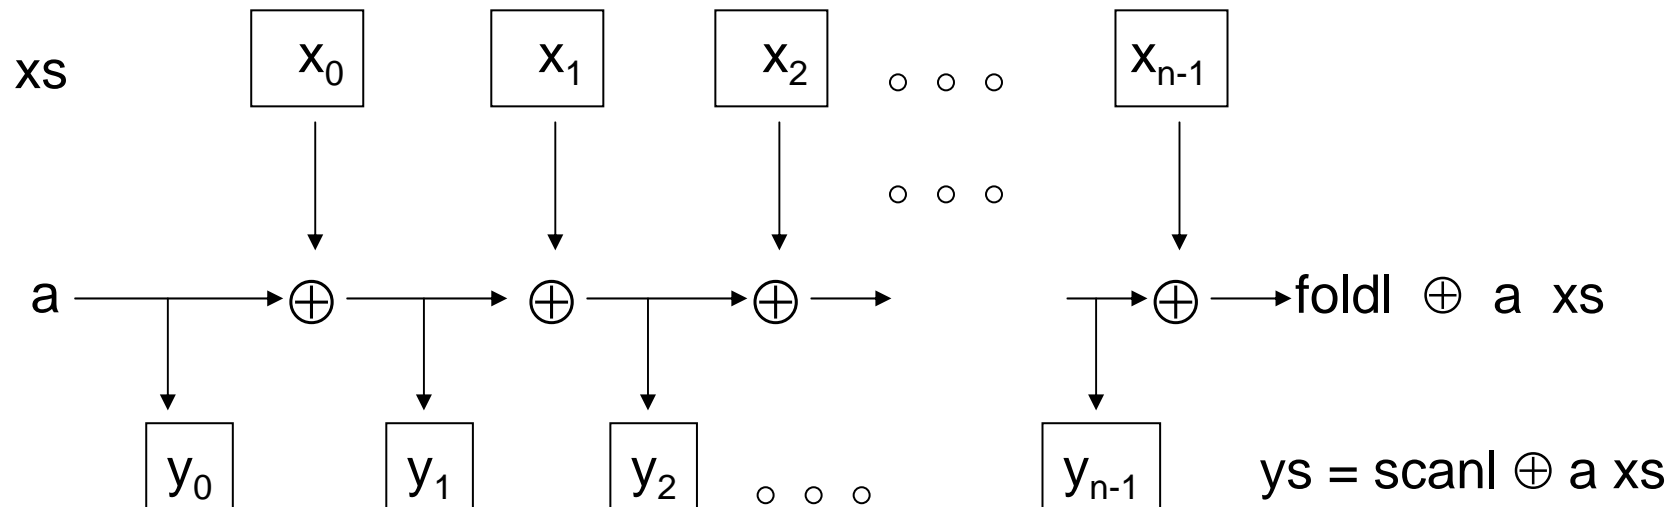 xs x₀ x₁ x₂ ○ ○ ○ xₙ₋₁
○ ○ ○
a ⊕ ⊕ ⊕ ⊕ foldl ⊕ a xs
y₀ y₁ y₂ ○ ○ ○ yₙ₋₁ ys = scanl ⊕ a xs